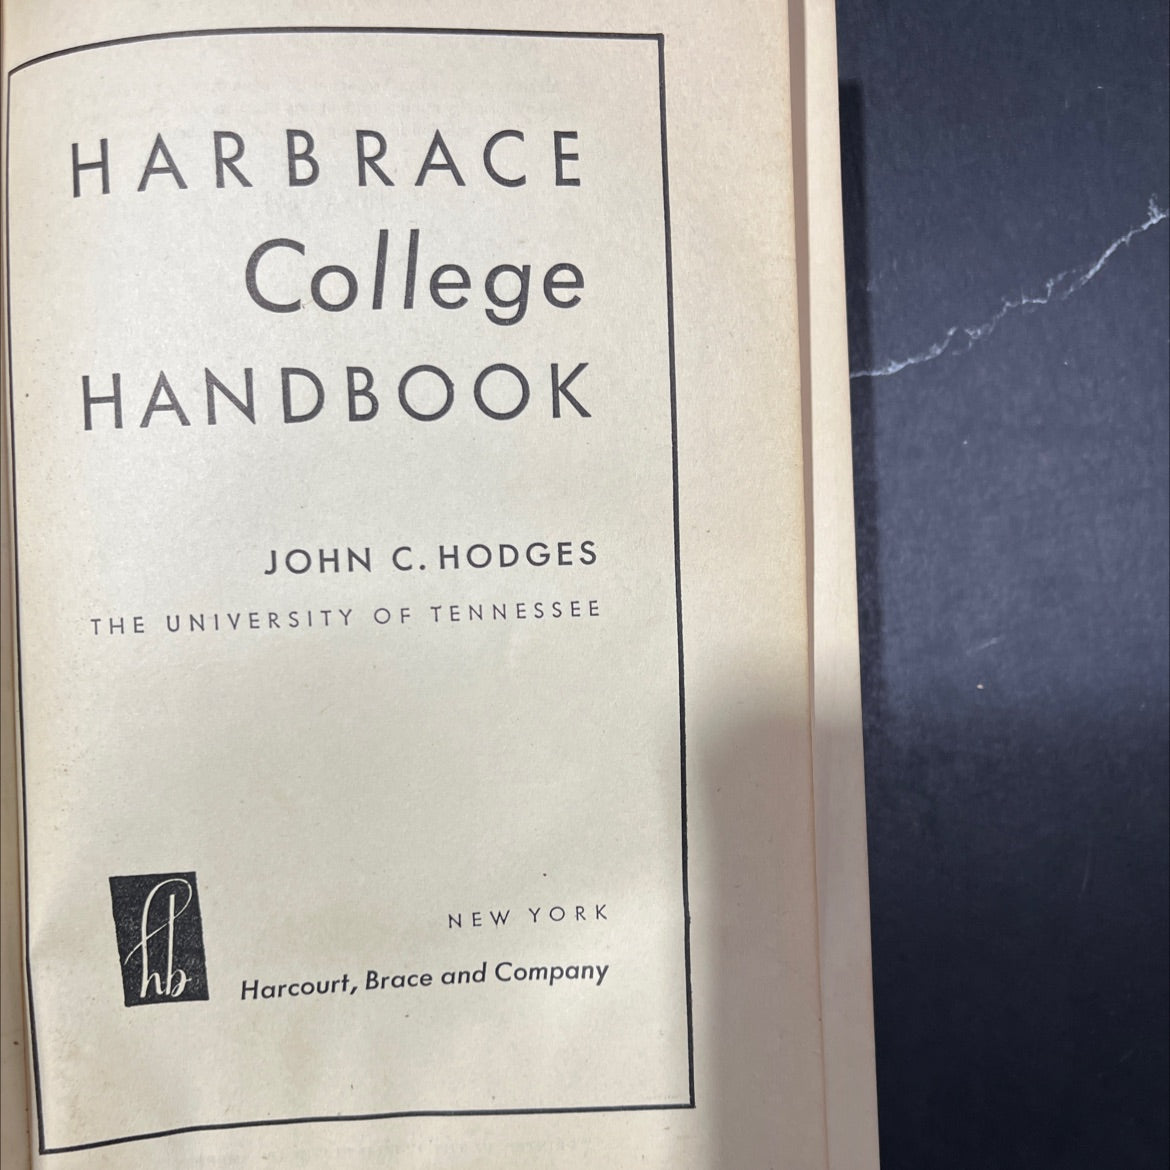 HARBRACE
College
HANDBOOK
JOHN C. HODGES
THE UNIVERSITY OF TENNESSEE
NEW YORK
hb
Harcourt, Brace and Company